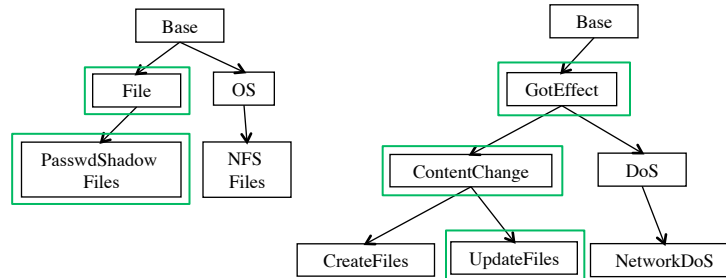 Base
File
OS
PasswdShadow
Files
NFS
Files
Base
GotEffect
ContentChange
DoS
CreateFiles
UpdateFiles
NetworkDoS